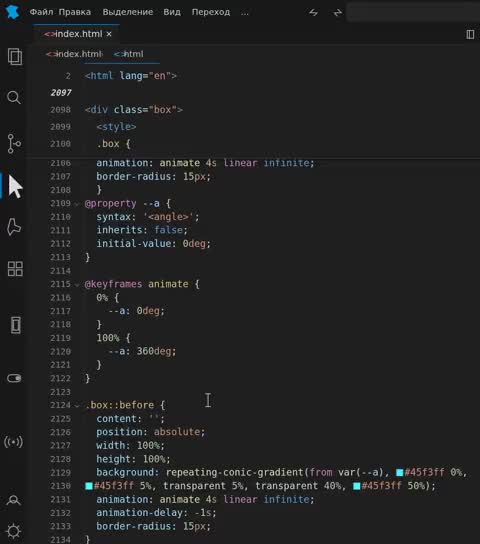 Файл Правка Выделение Вид Переход ...
<> index.html ×
<> index.html <> html
2 <html lang="en">
2097
2098 <div class="box">
2099 <style>
2100 .box {
2106 animation: animate 4s linear infinite;
2107 border-radius: 15px;
2108 }
2109 @property --a {
2110 syntax: '<angle>';
2111 inherits: false;
2112 initial-value: 0deg;
2113 }
2114
2115 @keyframes animate {
2116 0% {
2117 --a: 0deg;
2118 }
2119 100% {
2120 --a: 360deg;
2121 }
2122 }
2123
2124 .box::before {
2125 content: '';
2126 position: absolute;
2127 width: 100%;
2128 height: 100%;
2129 background: repeating-conic-gradient(from var(--a), #45f3ff 0%,
2130 #45f3ff 5%, transparent 5%, transparent 40%, #45f3ff 50%);
2131 animation: animate 4s linear infinite;
2132 animation-delay: -1s;
2133 border-radius: 15px;
2134 }